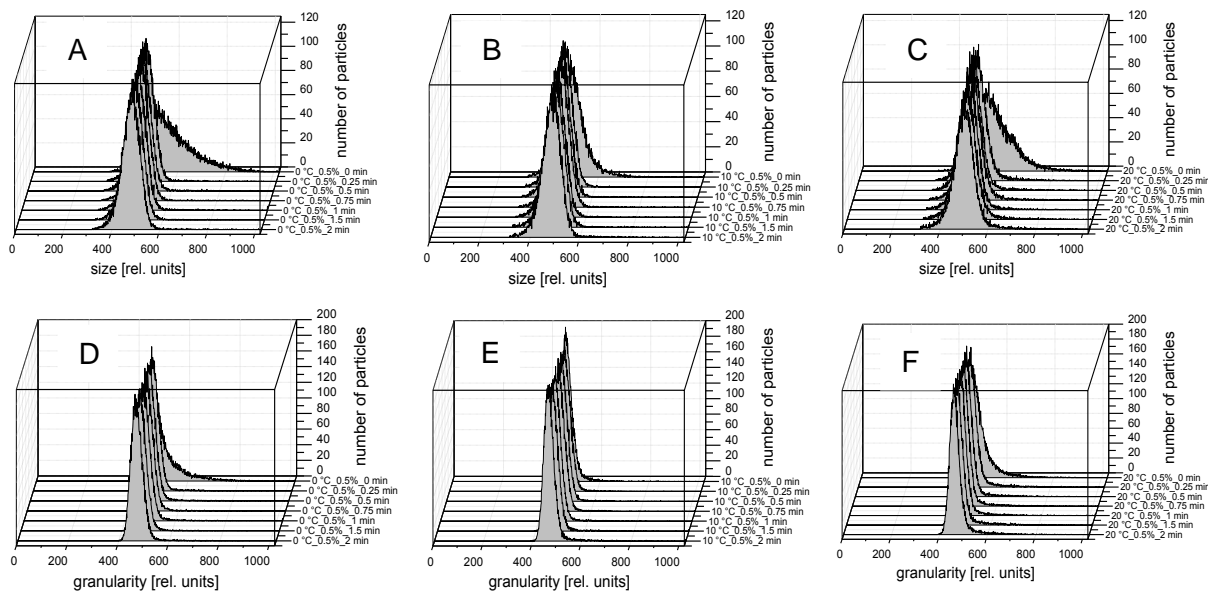 A
120
100
80
60
40
20
0
number of particles
0 °C_0.5%_0 min
0 °C_0.5%_0.25 min
0 °C_0.5%_0.5 min
0 °C_0.5%_0.75 min
0 °C_0.5%_1 min
0 °C_0.5%_1.5 min
0 °C_0.5%_2 min
0 200 400 600 800 1000
size [rel. units]
B
120
100
80
60
40
20
0
number of particles
10 °C_0.5%_0 min
10 °C_0.5%_0.25 min
10 °C_0.5%_0.5 min
10 °C_0.5%_0.75 min
10 °C_0.5%_1 min
10 °C_0.5%_1.5 min
10 °C_0.5%_2 min
0 200 400 600 800 1000
size [rel. units]
C
120
100
80
60
40
20
0
number of particles
20 °C_0.5%_0 min
20 °C_0.5%_0.25 min
20 °C_0.5%_0.5 min
20 °C_0.5%_0.75 min
20 °C_0.5%_1 min
20 °C_0.5%_1.5 min
20 °C_0.5%_2 min
0 200 400 600 800 1000
size [rel. units]
D
200
180
160
140
120
100
80
60
40
20
0
number of particles
0 °C_0.5%_0 min
0 °C_0.5%_0.25 min
0 °C_0.5%_0.5 min
0 °C_0.5%_0.75 min
0 °C_0.5%_1 min
0 °C_0.5%_1.5 min
0 °C_0.5%_2 min
0 200 400 600 800 1000
granularity [rel. units]
E
200
180
160
140
120
100
80
60
40
20
0
number of particles
10 °C_0.5%_0 min
10 °C_0.5%_0.25 min
10 °C_0.5%_0.5 min
10 °C_0.5%_0.75 min
10 °C_0.5%_1 min
10 °C_0.5%_1.5 min
10 °C_0.5%_2 min
0 200 400 600 800 1000
granularity [rel. units]
F
200
180
160
140
120
100
80
60
40
20
0
number of particles
20 °C_0.5%_0 min
20 °C_0.5%_0.25 min
20 °C_0.5%_0.5 min
20 °C_0.5%_0.75 min
20 °C_0.5%_1 min
20 °C_0.5%_1.5 min
20 °C_0.5%_2 min
0 200 400 600 800 1000
granularity [rel. units]